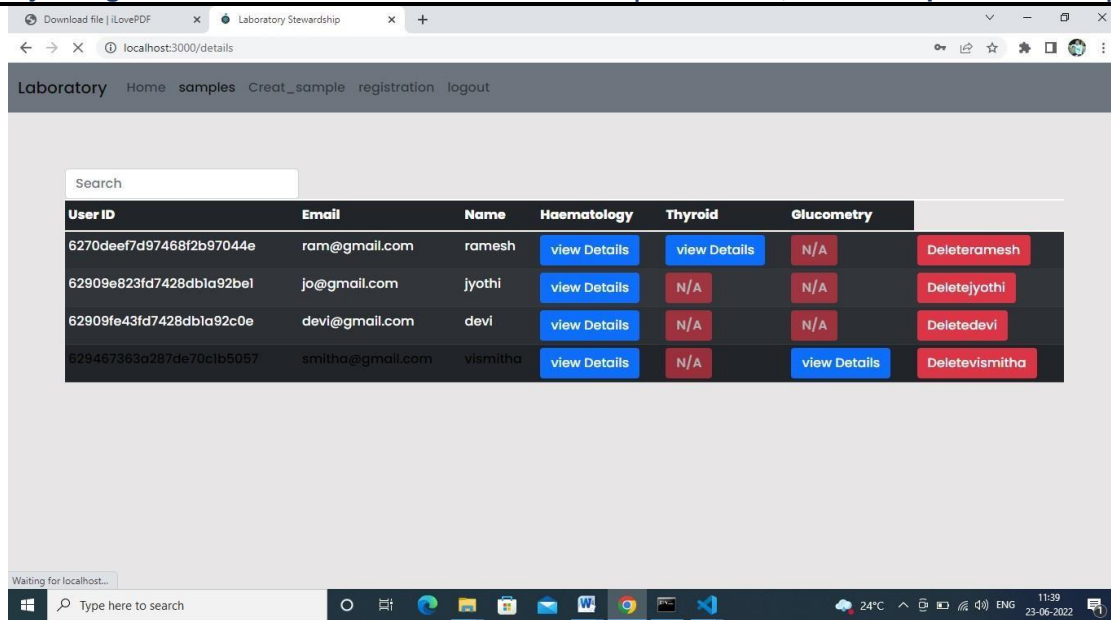 Download file | iLovePDF
Laboratory Stewardship
localhost:3000/details
Laboratory Home samples Creat_sample registration logout
Search
User ID Email Name Haematology Thyroid Glucometry
6270deef7d97468f2b97044e ram@gmail.com ramesh view Details view Details N/A Deleteramesh
62909e823fd7428db1a92be1 jo@gmail.com jyothi view Details N/A N/A Deletejyothi
62909fe43fd7428db1a92c0e devi@gmail.com devi view Details N/A N/A Deletedevi
629467363a287de70c1b5057 smitha@gmail.com vismitha view Details N/A view Details Deletevismitha
Waiting for localhost...
Type here to search
24°C ENG 11:39
23-06-2022